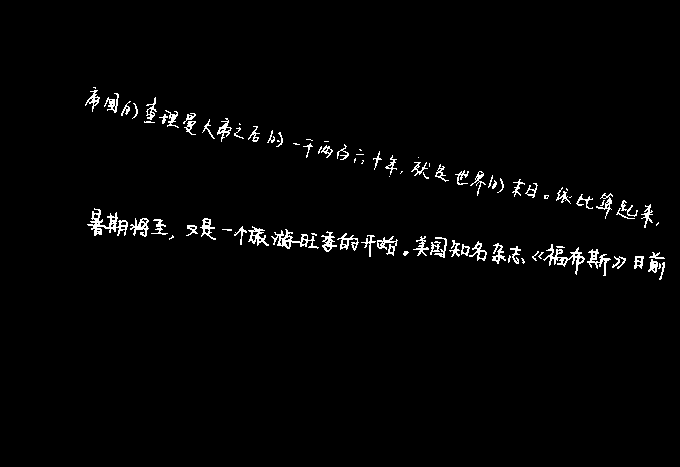 帝国的查理曼大帝之后的一千两百六十年，就是世界的末日。依比算起来，
暑期将至，又是一个旅游旺季的开始。美国知名杂志《福布斯》日前